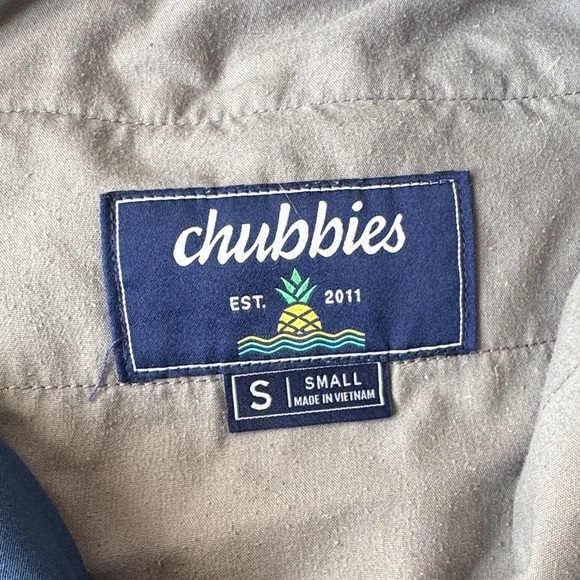 chubbies
EST. 2011
S SMALL
MADE IN VIETNAM